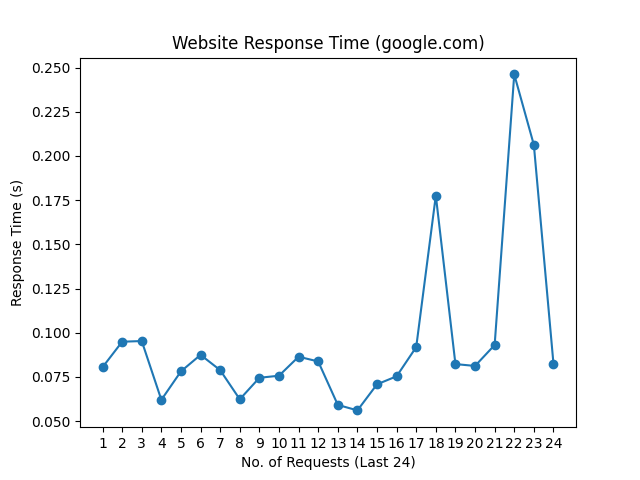 Website Response Time (google.com)
0.250
0.225
0.200
0.175
0.150
0.125
0.100
0.075
0.050
Response Time (s)
1 2 3 4 5 6 7 8 9 10 11 12 13 14 15 16 17 18 19 20 21 22 23 24
No. of Requests (Last 24)